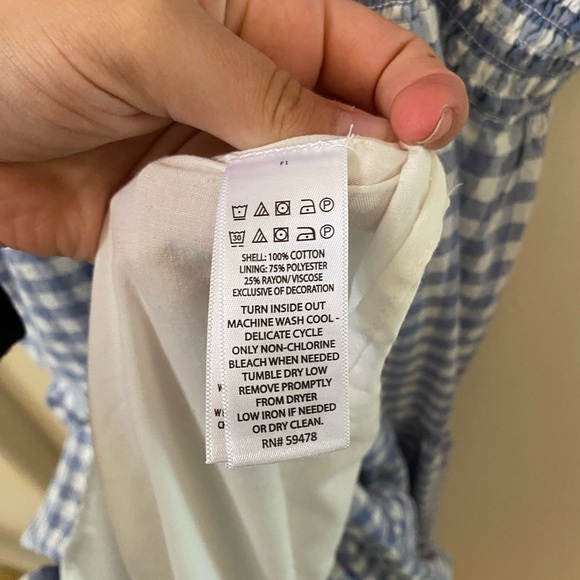 P1
30
SHELL: 100% COTTON
LINING: 75% POLYESTER
25% RAYON/ VISCOSE
EXCLUSIVE OF DECORATION
TURN INSIDE OUT
MACHINE WASH COOL -
DELICATE CYCLE
ONLY NON-CHLORINE
BLEACH WHEN NEEDED
TUMBLE DRY LOW
REMOVE PROMPTLY
FROM DRYER
LOW IRON IF NEEDED
OR DRY CLEAN.
RN# 59478